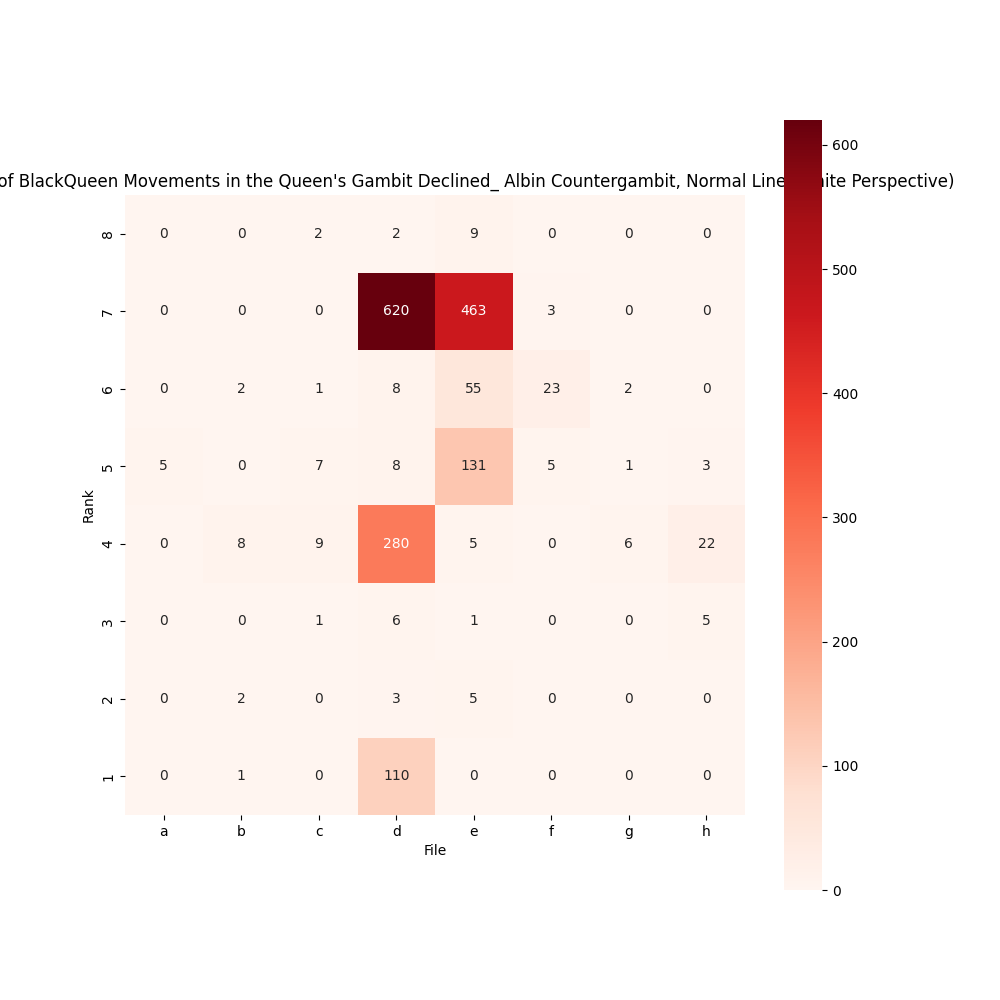 of BlackQueen Movements in the Queen's Gambit Declined_ Albin Countergambit, Normal Line ite Perspective)
600
8 0 0 2 2 9 0 0 0
500
7 0 0 0 620 463 3 0 0
6 0 2 1 8 55 23 2 0
400
5 0 0 7 8 131 5 1 3
300
Rank
4 0 8 9 280 5 0 6 22
3 0 0 1 6 1 0 0 5
200
2 0 2 0 3 5 0 0 0
100
1 0 1 0 110 0 0 0 0
a b c d e f g h
File
0